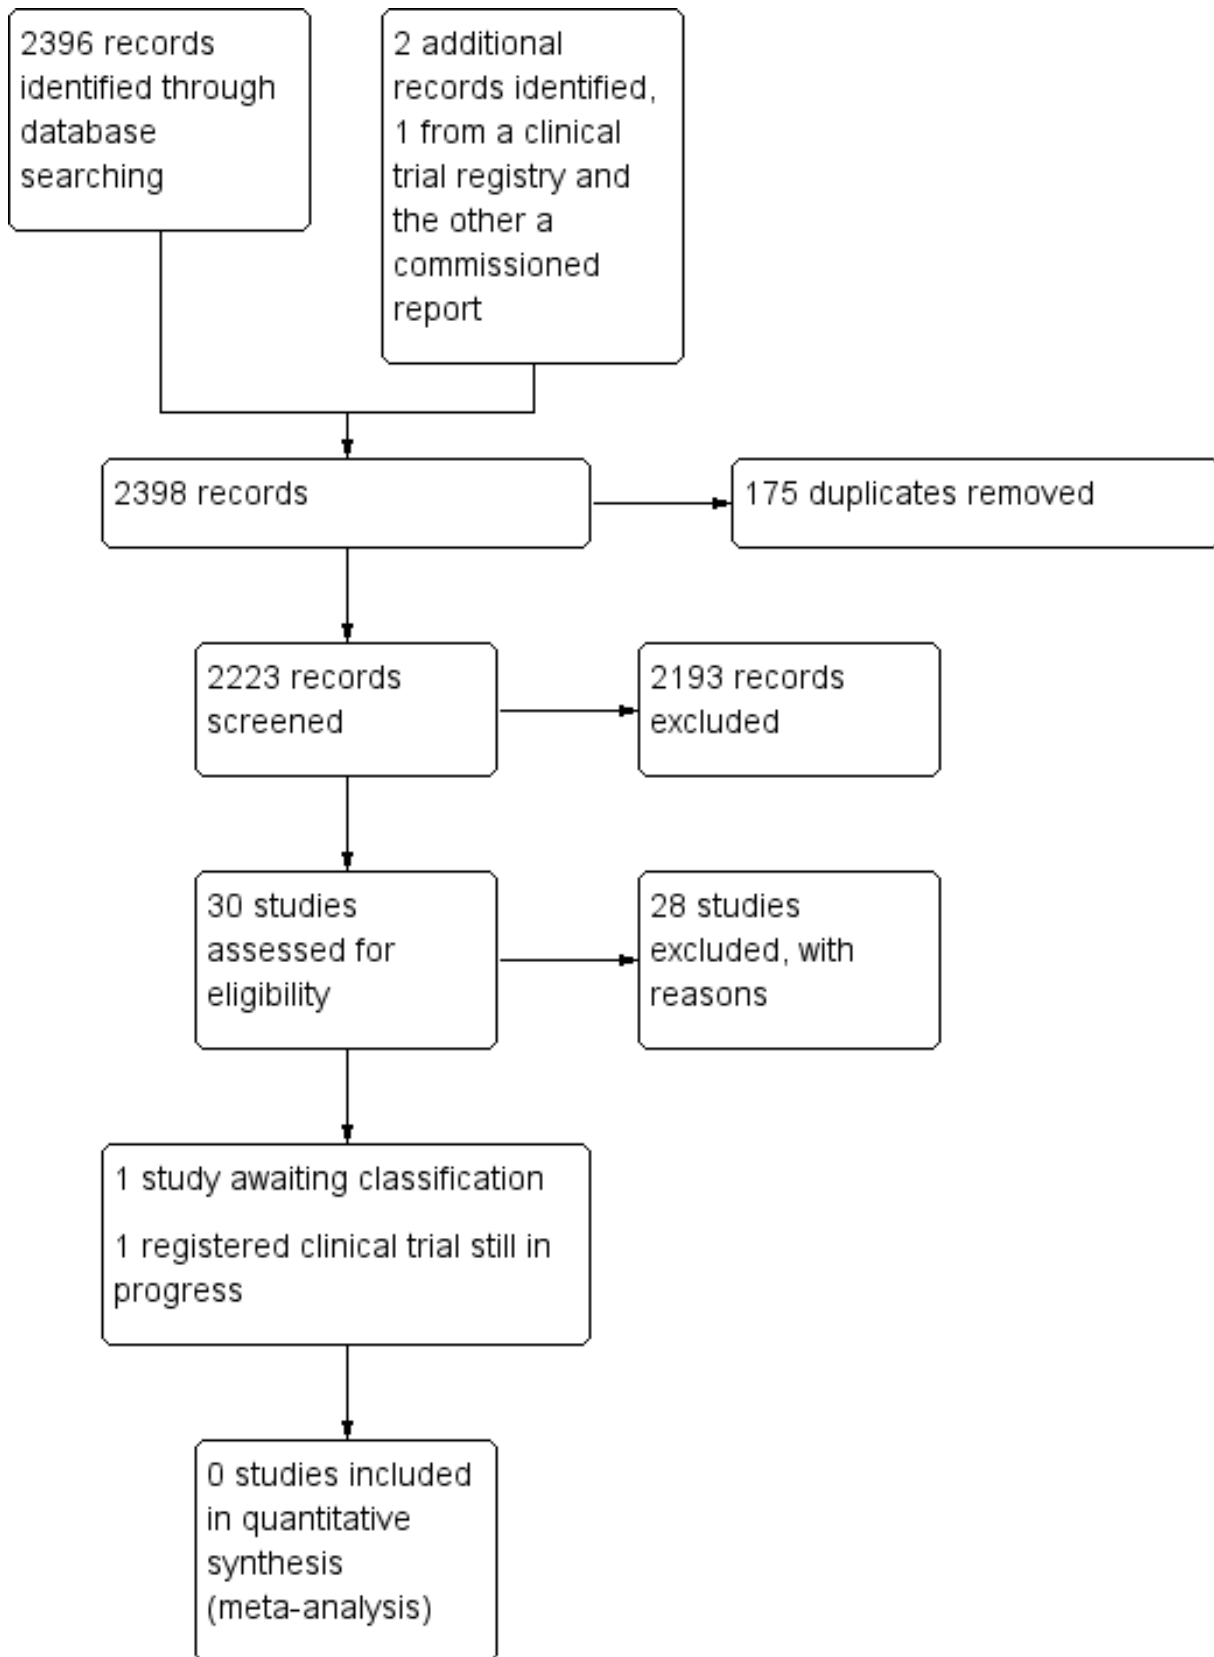 2396 records
identified through
database
searching
2 additional
records identified,
1 from a clinical
trial registry and
the other a
commissioned
report
2398 records
175 duplicates removed
2223 records
screened
2193 records
excluded
30 studies
assessed for
eligibility
28 studies
excluded, with
reasons
1 study awaiting classification
1 registered clinical trial still in
progress
0 studies included
in quantitative
synthesis
(meta-analysis)